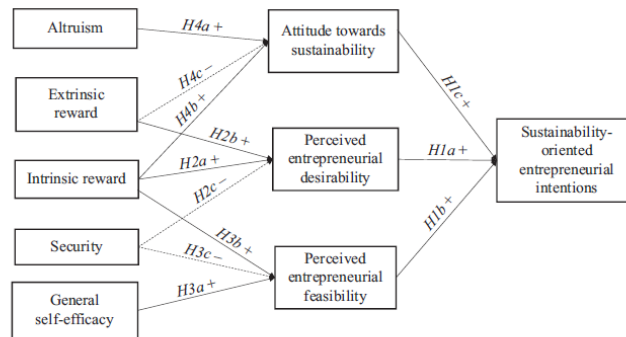 Altruism
Extrinsic
reward
Intrinsic reward
Security
General
self-efficacy
H4a+
H4c−
H4b+
H2b+
H2a+
H2c−
H3b+
H3c−
H3a+
Attitude towards
sustainability
Perceived
entrepreneurial
desirability
Perceived
entrepreneurial
feasibility
H1c+
H1a+
H1b+
Sustainability-
oriented
entrepreneurial
intentions